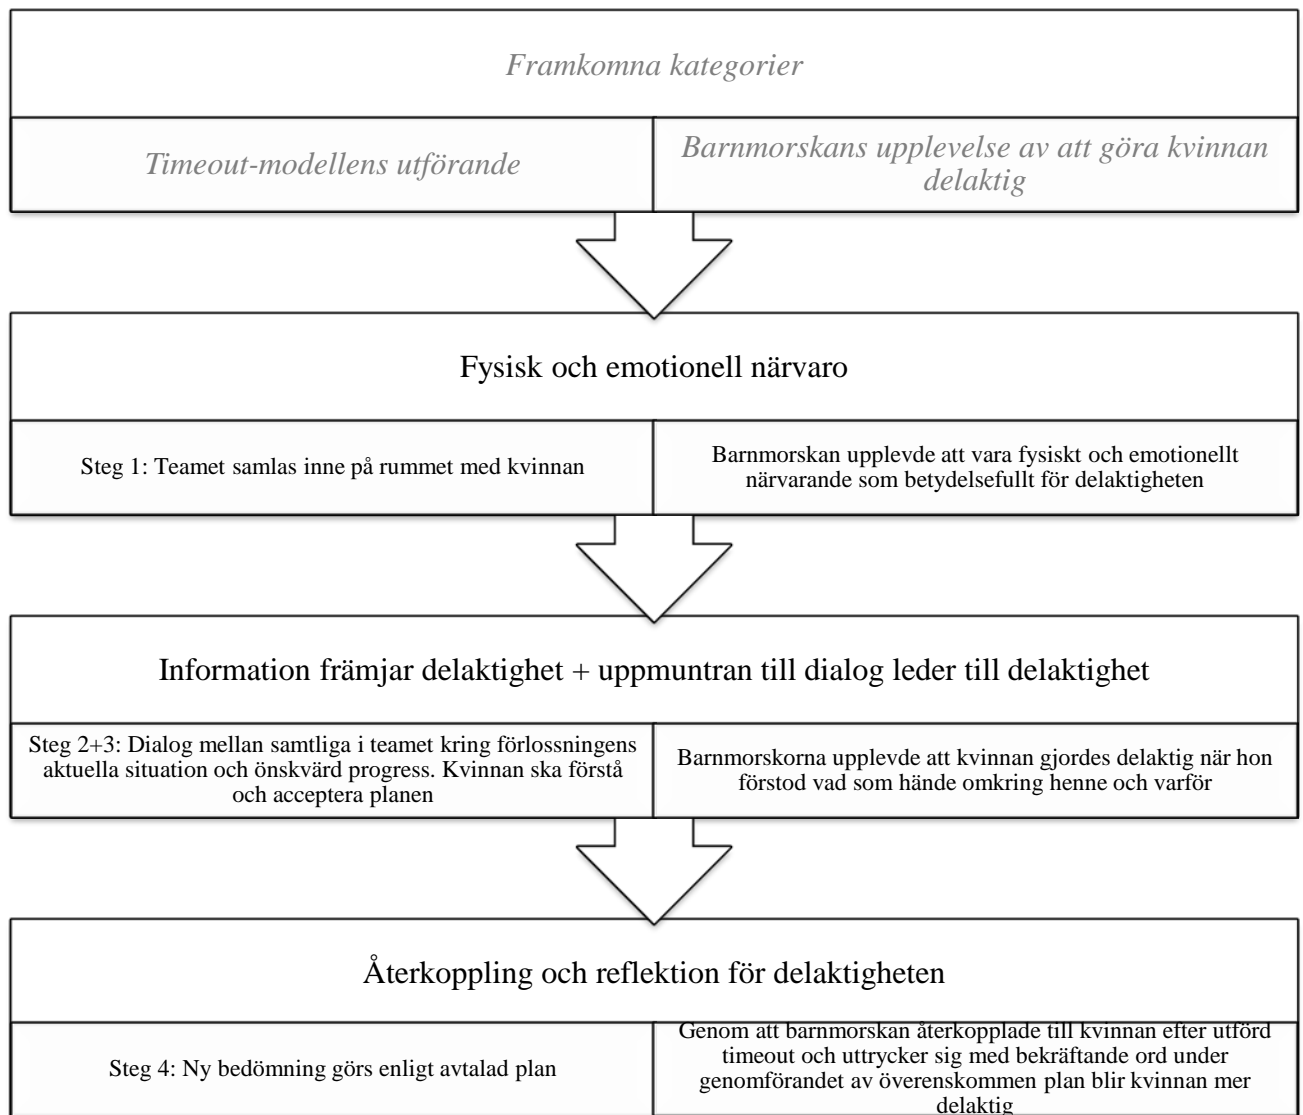 Framkomna kategorier
Timeout-modellens utförande
Barnmorskans upplevelse av att göra kvinnan
delaktig
Fysisk och emotionell närvaro
Steg 1: Teamet samlas inne på rummet med kvinnan
Barnmorskan upplevde att vara fysiskt och emotionellt
närvarande som betydelsefullt för delaktigheten
Information främjar delaktighet + uppmuntran till dialog leder till delaktighet
Steg 2+3: Dialog mellan samtliga i teamet kring förlossningens
aktuella situation och önskvärd progress. Kvinnan ska förstå
och acceptera planen
Barnmorskorna upplevde att kvinnan gjordes delaktig när hon
förstod vad som hände omkring henne och varför
Återkoppling och reflektion för delaktigheten
Steg 4: Ny bedömning görs enligt avtalad plan
Genom att barnmorskan återkopplade till kvinnan efter utförd
timeout och uttrycker sig med bekräftande ord under
genomförandet av överenskommen plan blir kvinnan mer
delaktig